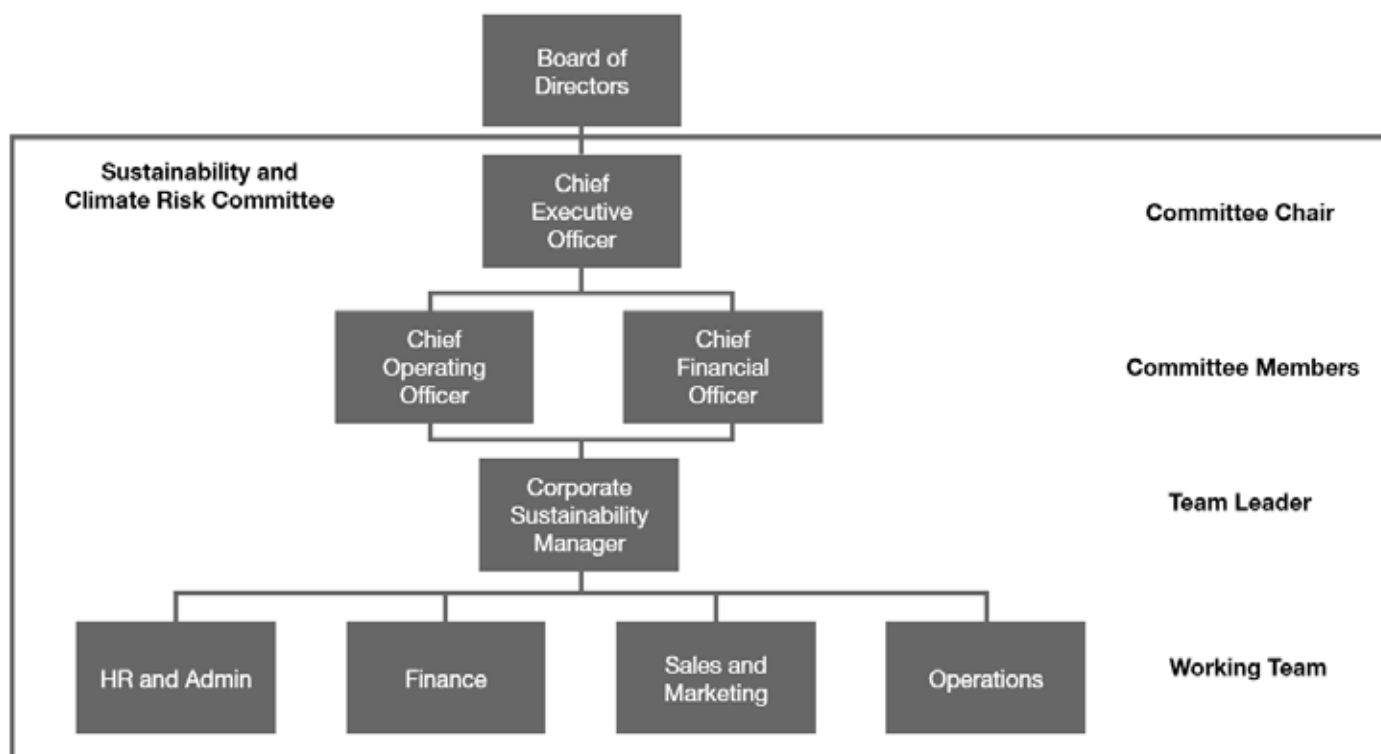 Board of
Directors
Sustainability and
Climate Risk Committee
Chief
Executive
Officer
Committee Chair
Chief
Operating
Officer
Chief
Financial
Officer
Committee Members
Corporate
Sustainability
Manager
Team Leader
HR and Admin
Finance
Sales and
Marketing
Operations
Working Team